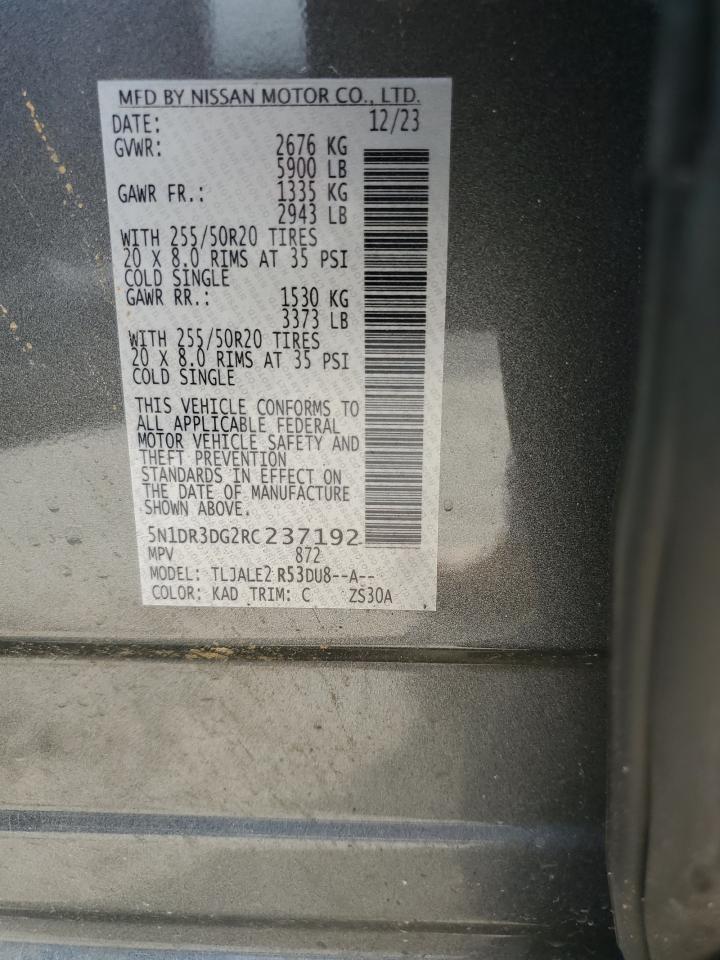 MFD BY NISSAN MOTOR CO., LTD.
DATE: 12/23
GVWR: 2676 KG
5900 LB
GAWR FR.: 1335 KG
2943 LB
WITH 255/50R20 TIRES
20 X 8.0 RIMS AT 35 PSI
COLD SINGLE
GAWR RR.: 1530 KG
3373 LB
WITH 255/50R20 TIRES
20 X 8.0 RIMS AT 35 PSI
COLD SINGLE
THIS VEHICLE CONFORMS TO
ALL APPLICABLE FEDERAL
MOTOR VEHICLE SAFETY AND
THEFT PREVENTION
STANDARDS IN EFFECT ON
THE DATE OF MANUFACTURE
SHOWN ABOVE.
5N1DR3DG2RC237192
MPV 872
MODEL: TLJALE2 R53DU8--A--
COLOR: KAD TRIM: C ZS30A